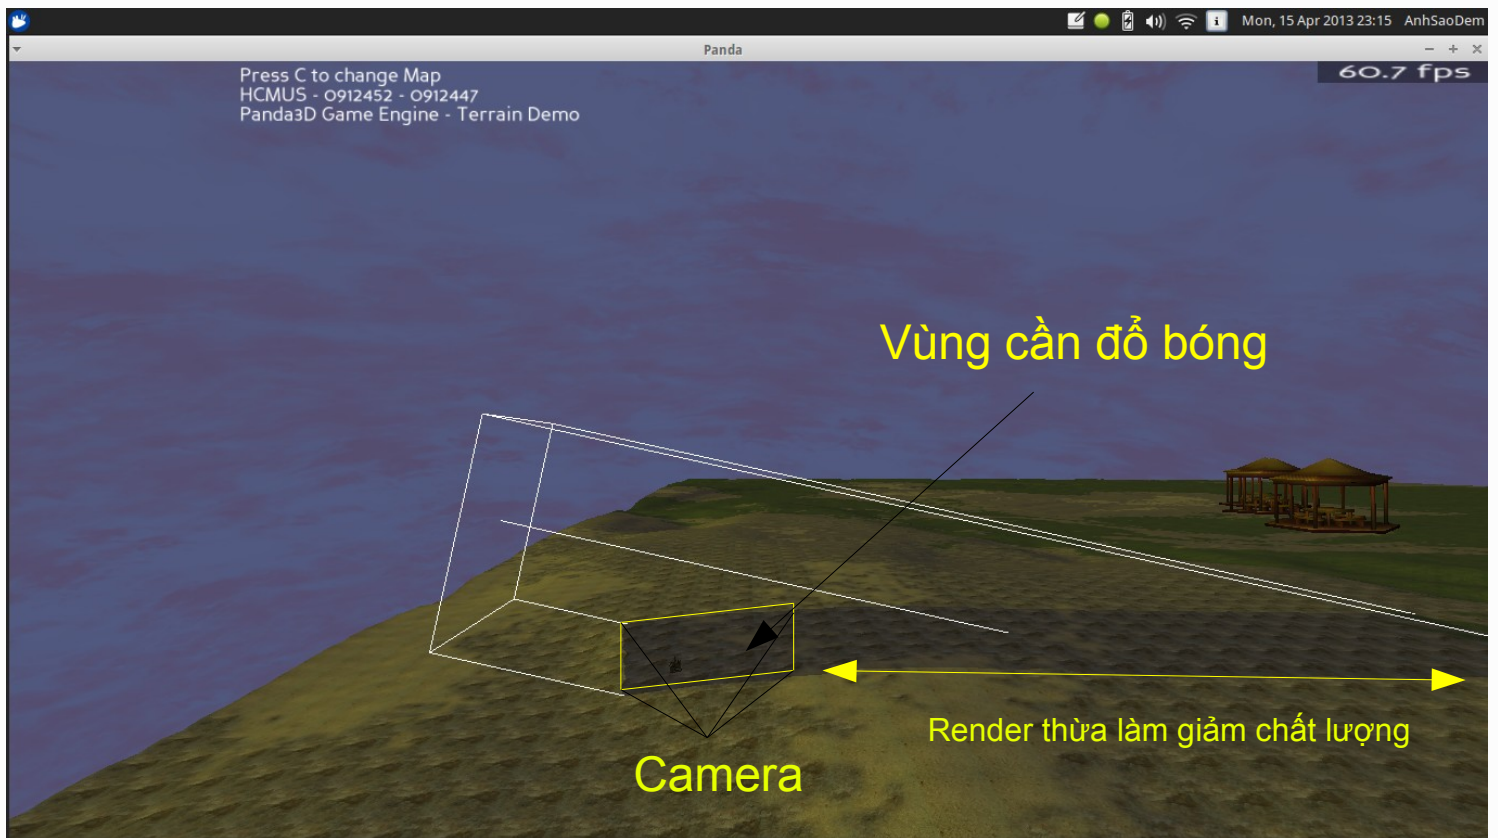 Mon, 15 Apr 2013 23:15 AnhSaoDem
Panda
Press C to change Map
HCMUS - 0912452 - 0912447
Panda3D Game Engine - Terrain Demo
60.7 fps
Vùng cần đổ bóng
Render thừa làm giảm chất lượng
Camera